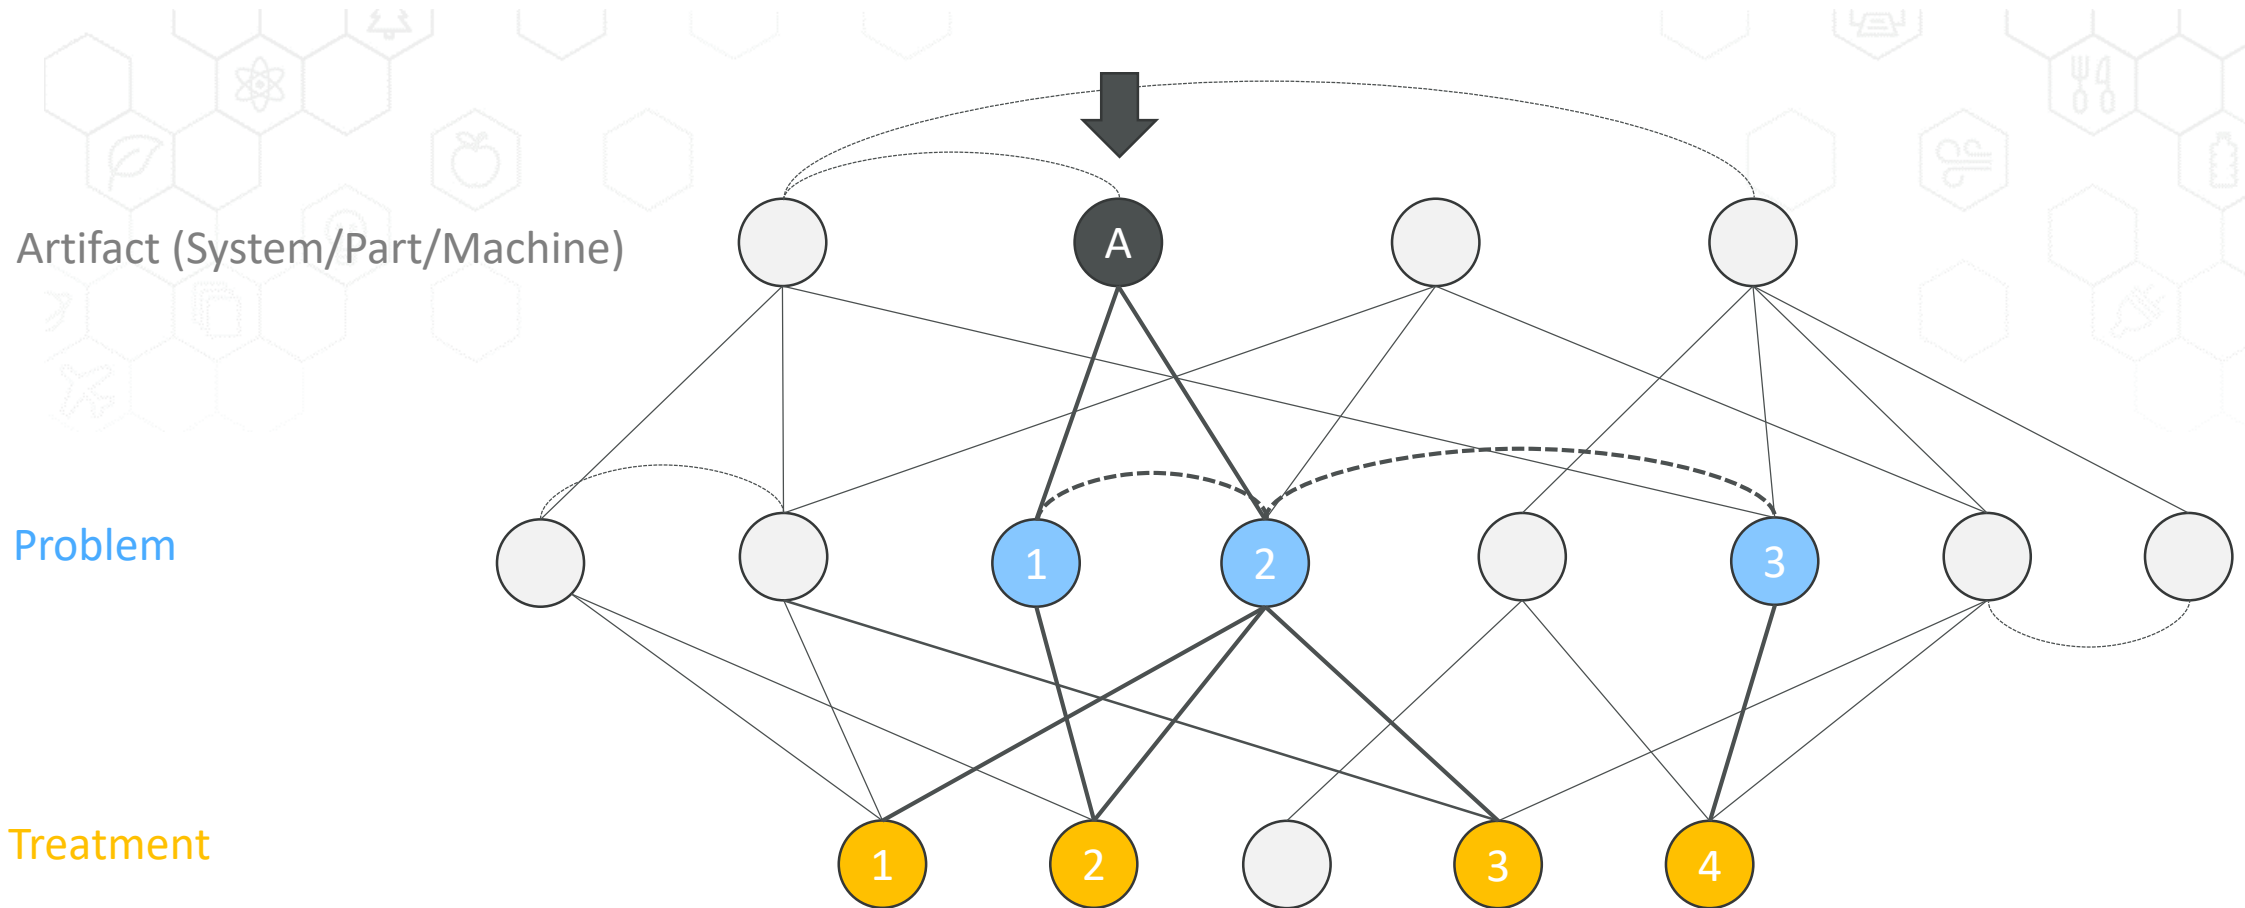 Artifact (System/Part/Machine)
A
Problem
1
2
3
Treatment
1
2
3
4